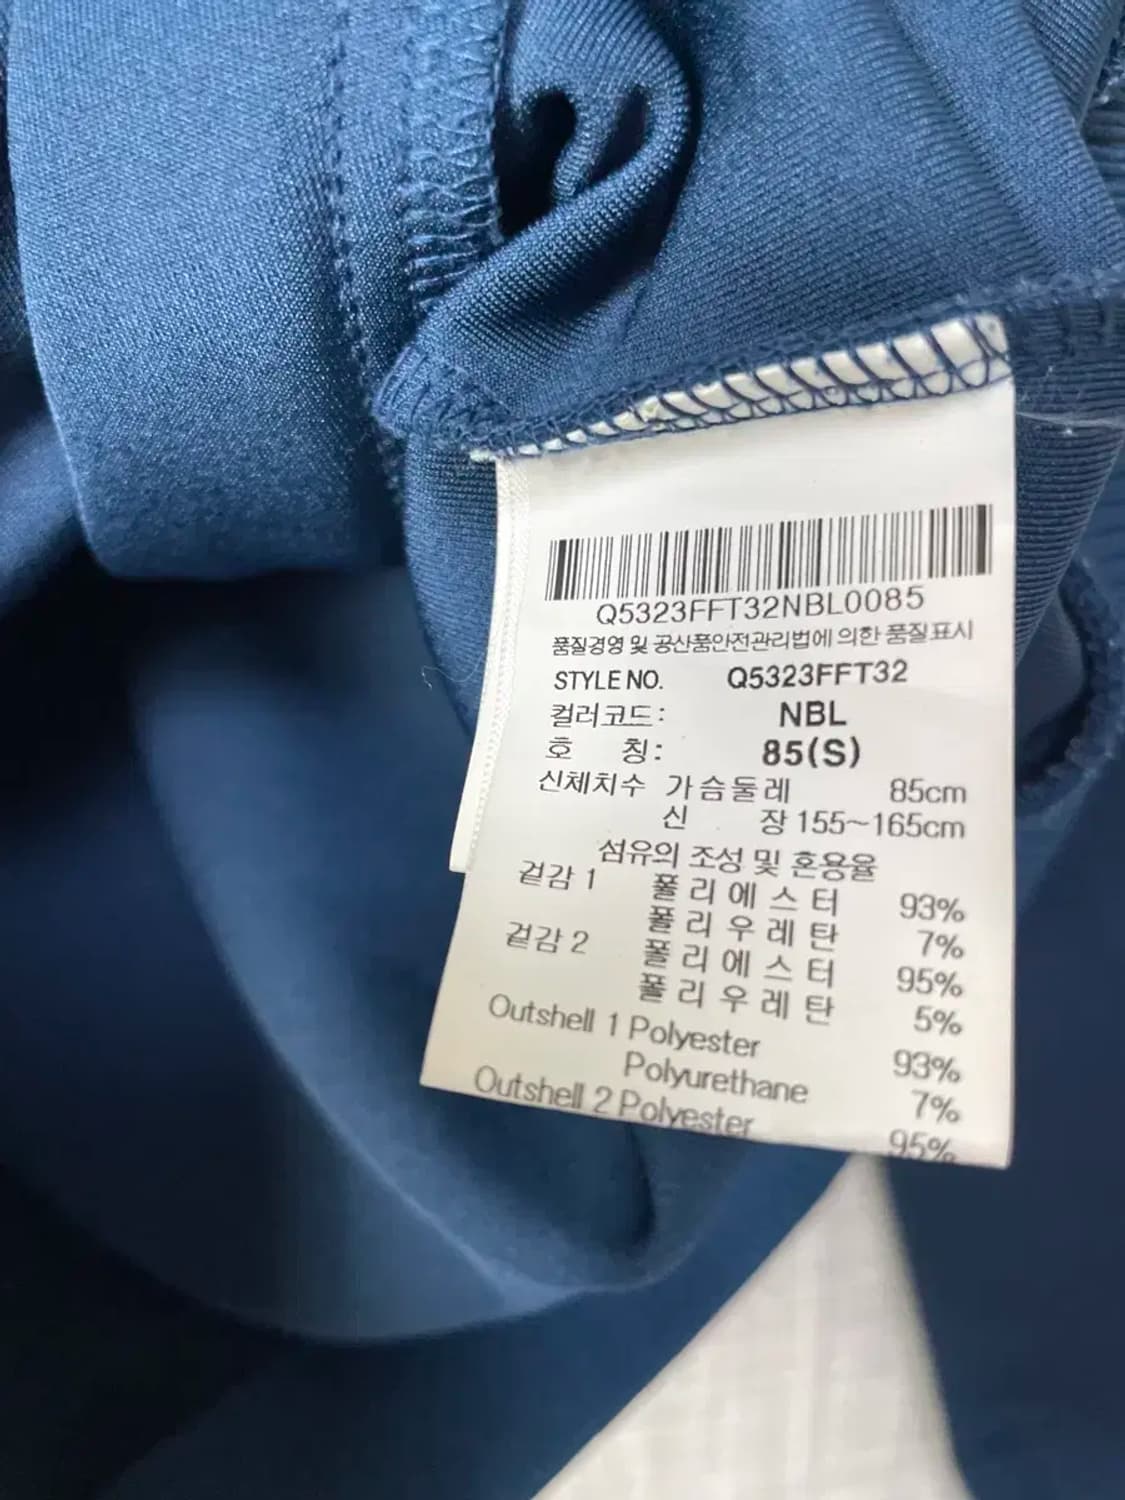 Q5323FFT32NBL0085
품질경영 및 공산품안전관리법에 의한 품질표시
STYLE NO. Q5323FFT32
컬러코드: NBL
호 칭: 85(S)
신체치수 가슴둘레 85cm
신 장 155~165cm
섬유의 조성 및 혼용율
겉감 1 폴리에스터 93%
폴리우레탄 7%
겉감 2 폴리에스터 95%
폴리우레탄 5%
Outshell 1 Polyester 93%
Polyurethane 7%
Outshell 2 Polyester 95%